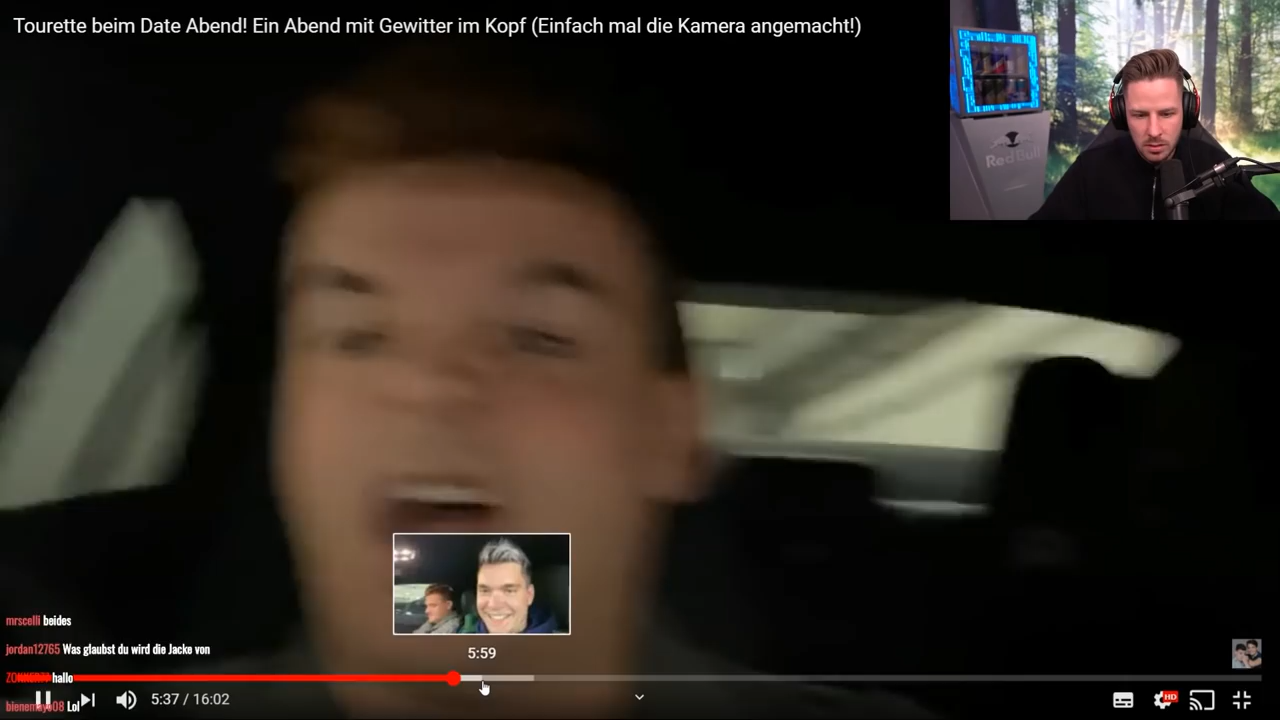 Tourette beim Date Abend! Ein Abend mit Gewitter im Kopf (Einfach mal die Kamera angemacht!)
Red Bull
mrscelli beides
5:59
jordan12765 Was glaubst du wird die Jacke von
hallo
5:37 / 16:02
HD
Lol